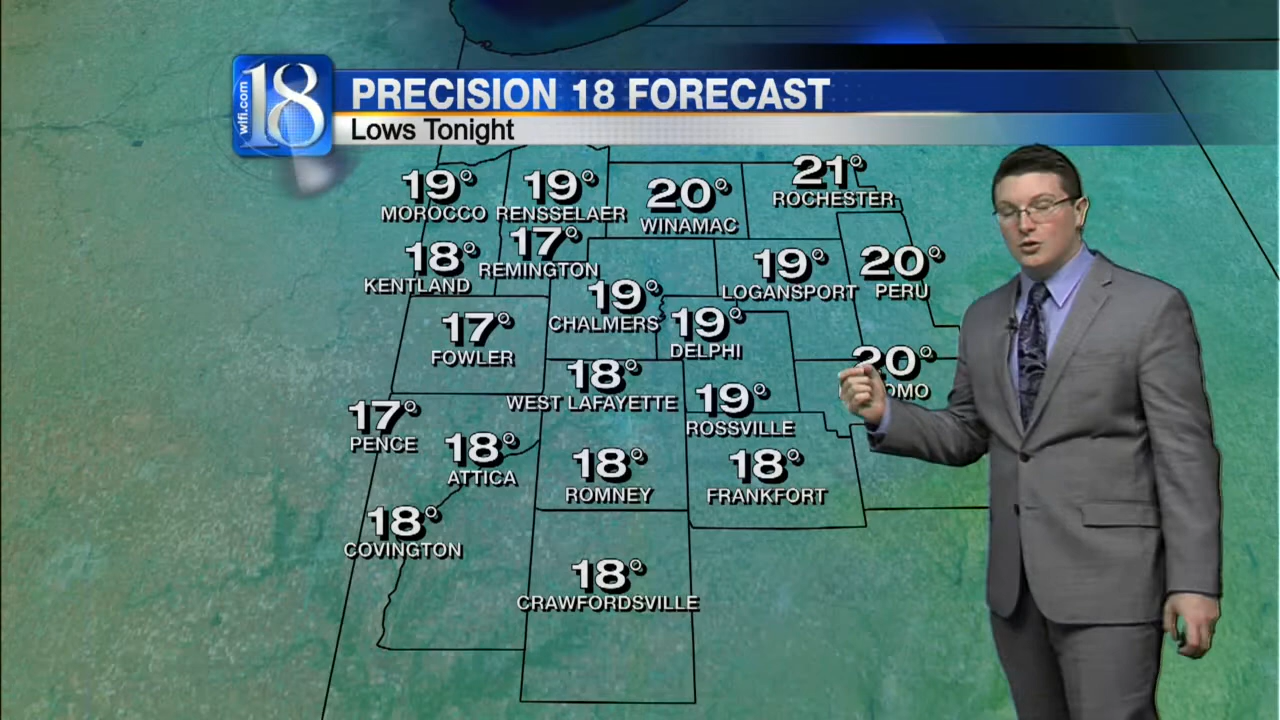 wlfi.com
18
PRECISION 18 FORECAST
Lows Tonight
19°
MOROCCO
19°
RENSSELAER
20°
WINAMAC
21°
ROCHESTER
18°
KENTLAND
17°
REMINGTON
19°
CHALMERS
19°
LOGANSPORT
20°
PERU
17°
FOWLER
19°
DELPHI
18°
WEST LAFAYETTE
19°
ROSSVILLE
20°
OMO
17°
PENCE
18°
ATTICA
18°
ROMNEY
18°
FRANKFORT
18°
COVINGTON
18°
CRAWFORDSVILLE